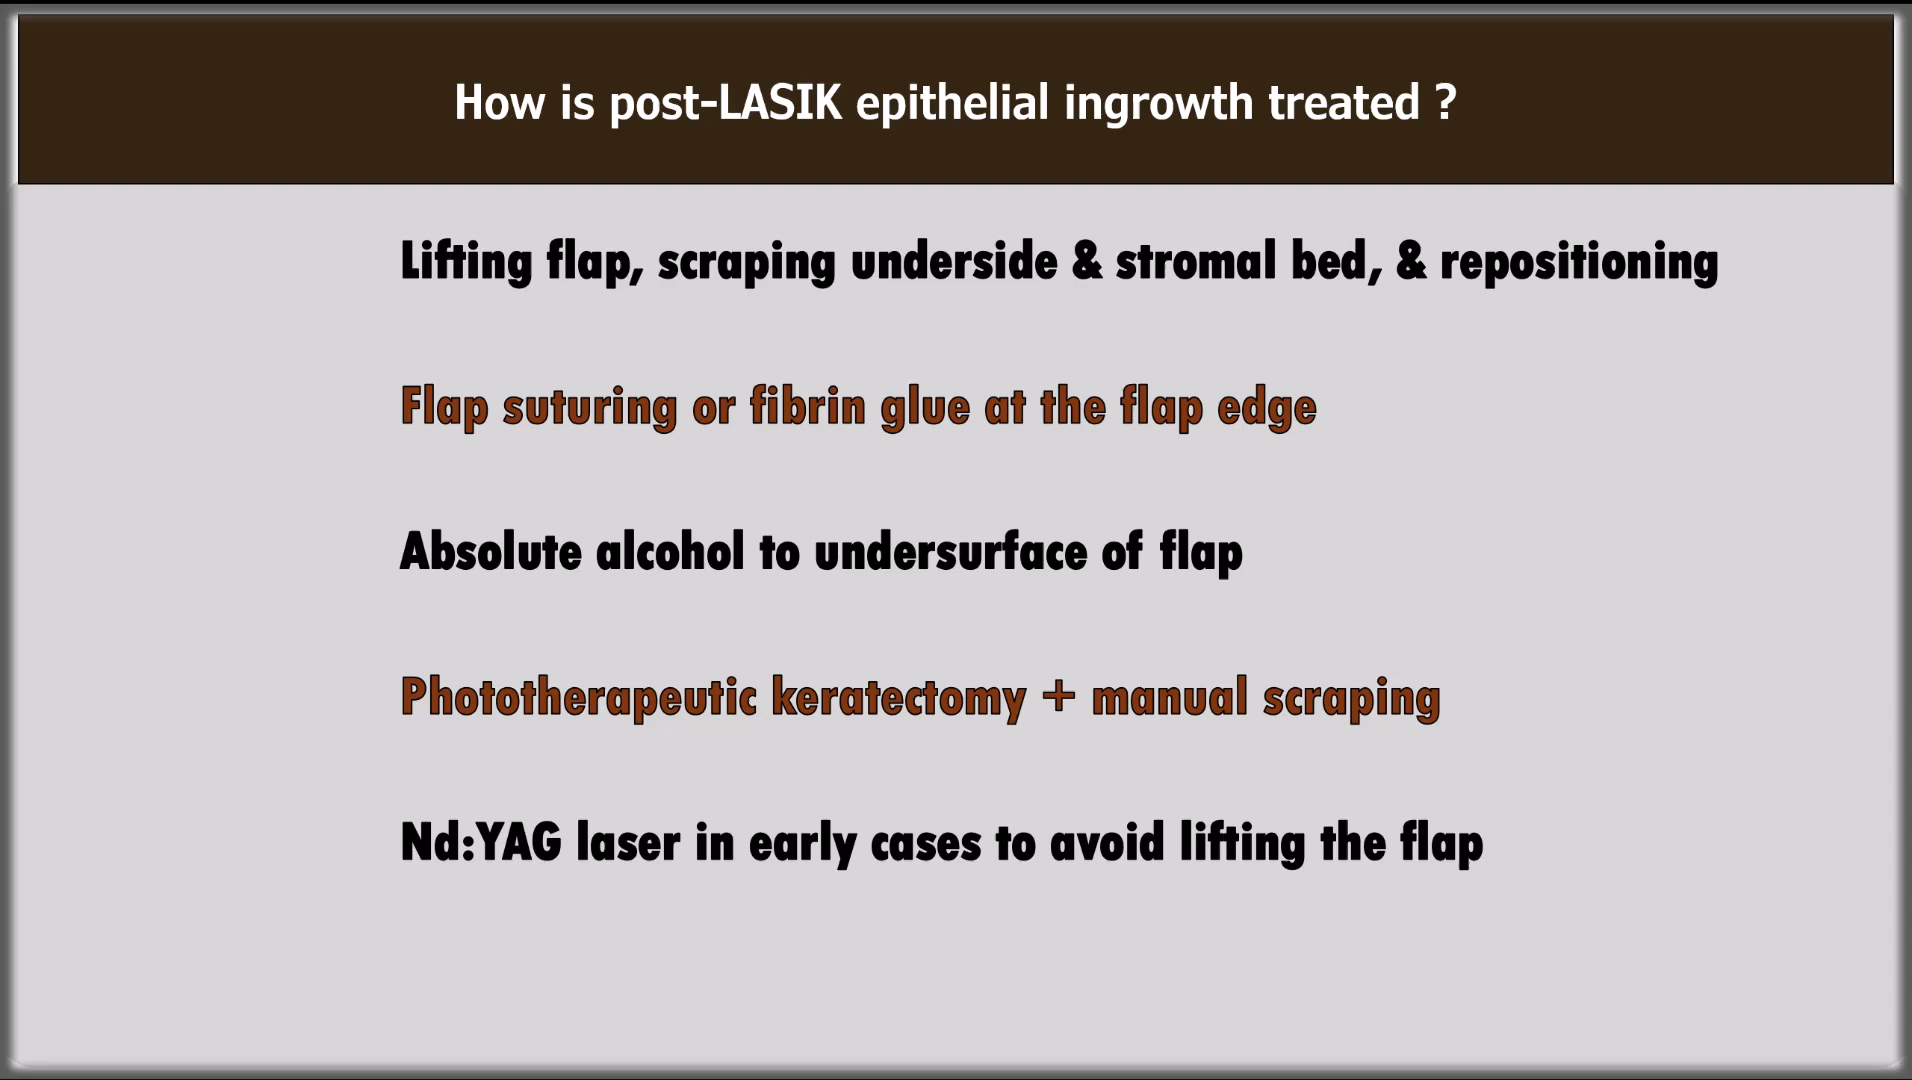 How is post-LASIK epithelial ingrowth treated ?
Lifting flap, scraping underside & stromal bed, & repositioning
Flap suturing or fibrin glue at the flap edge
Absolute alcohol to undersurface of flap
Phototherapeutic keratectomy + manual scraping
Nd:YAG laser in early cases to avoid lifting the flap